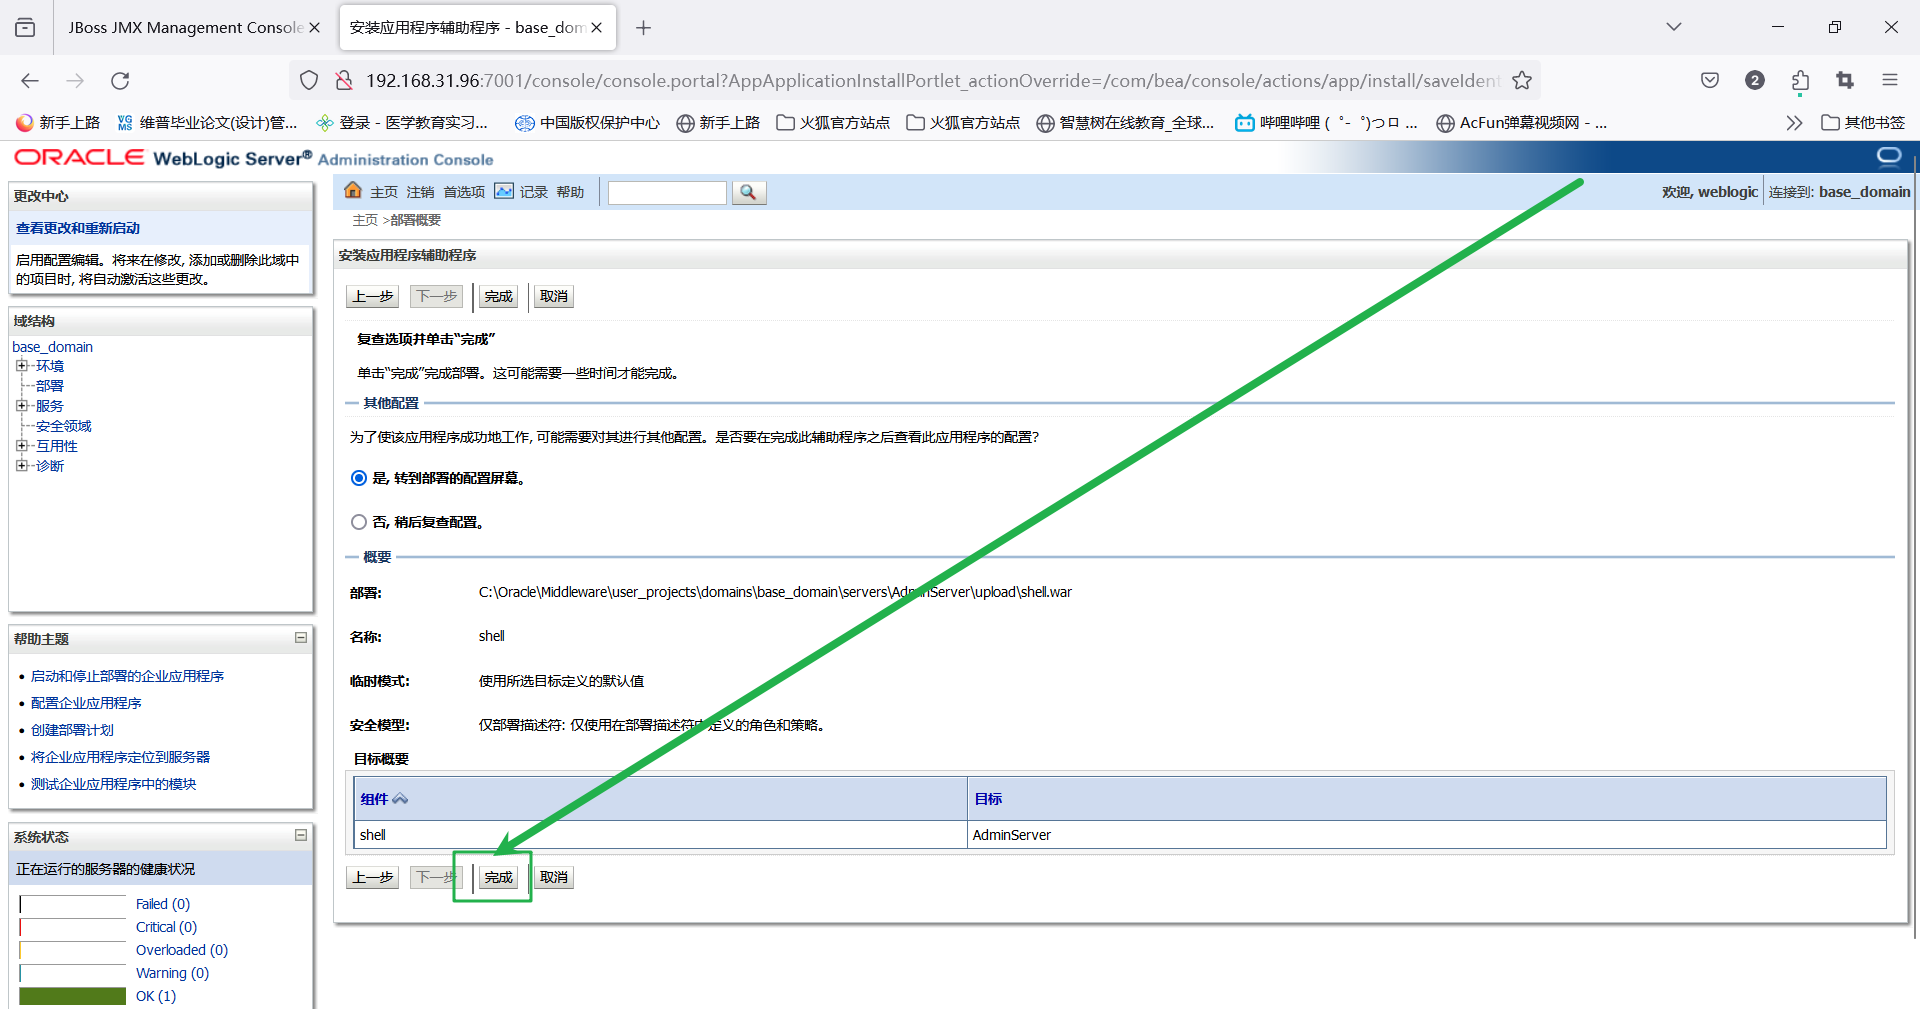 JBoss JMX Management Console
安装应用程序辅助程序 - base_dom
192.168.31.96:7001/console/console.portal?AppApplicationInstallPortlet_actionOverride=/com/bea/console/actions/app/install/saveIdent
2
新手上路
维普毕业论文(设计)管...
登录 - 医学教育实习...
中国版权保护中心
新手上路
火狐官方站点
火狐官方站点
智慧树在线教育_全球...
哔哩哔哩 ( ゜- ゜)つロ ...
AcFun弹幕视频网 - ...
其他书签
ORACLE WebLogic Server® Administration Console
更改中心
查看更改和重新启动
启用配置编辑。将来在修改, 添加或删除此域中
的项目时, 将自动激活这些更改。
域结构
base_domain
环境
部署
服务
安全领域
互用性
诊断
帮助主题
启动和停止部署的企业应用程序
配置企业应用程序
创建部署计划
将企业应用程序定位到服务器
测试企业应用程序中的模块
系统状态
正在运行的服务器的健康状况
Failed (0)
Critical (0)
Overloaded (0)
Warning (0)
OK (1)
主页 注销 首选项 记录 帮助
欢迎, weblogic 连接到: base_domain
主页 >部署概要
安装应用程序辅助程序
上一步 下一步 完成 取消
复查选项并单击“完成”
单击“完成”完成部署。这可能需要一些时间才能完成。
其他配置
为了使该应用程序成功地工作, 可能需要对其进行其他配置。是否要在完成此辅助程序之后查看此应用程序的配置?
是, 转到部署的配置屏幕。
否, 稍后复查配置。
概要
部署: C:\Oracle\Middleware\user_projects\domains\base_domain\servers\AdminServer\upload\shell.war
名称: shell
临时模式: 使用所选目标定义的默认值
安全模型: 仅部署描述符: 仅使用在部署描述符中定义的角色和策略。
目标概要
组件 目标
shell AdminServer
上一步 下一步 完成 取消